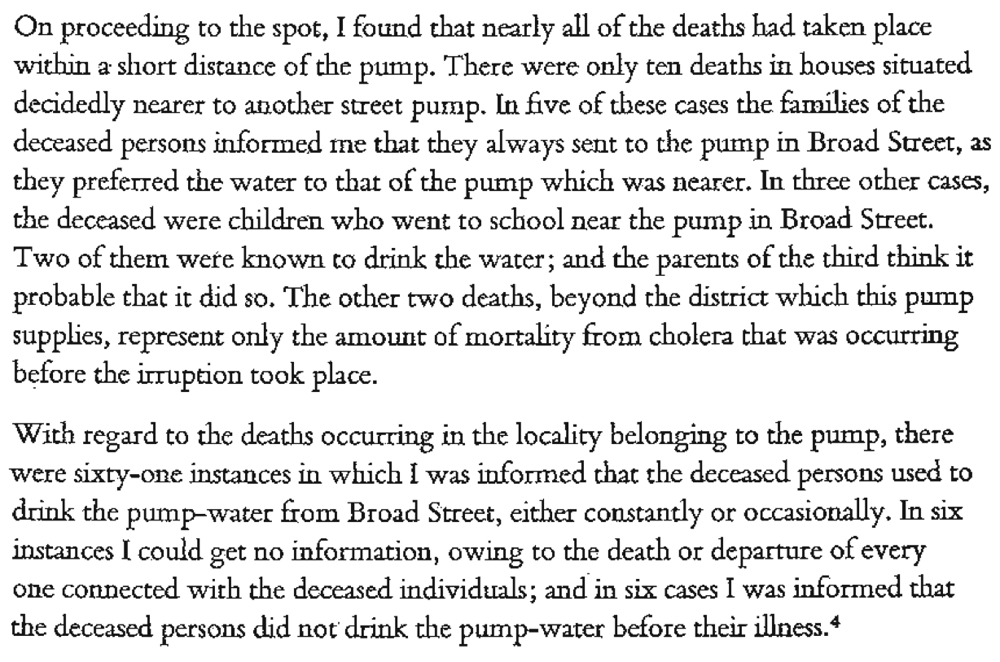 On proceeding to the spot, I found that nearly all of the deaths had taken place
within a short distance of the pump. There were only ten deaths in houses situated
decidedly nearer to another street pump. In five of these cases the families of the
deceased persons informed me that they always sent to the pump in Broad Street, as
they preferred the water to that of the pump which was nearer. In three other cases,
the deceased were children who went to school near the pump in Broad Street.
Two of them were known to drink the water; and the parents of the third think it
probable that it did so. The other two deaths, beyond the district which this pump
supplies, represent only the amount of mortality from cholera that was occurring
before the irruption took place.
With regard to the deaths occurring in the locality belonging to the pump, there
were sixty-one instances in which I was informed that the deceased persons used to
drink the pump-water from Broad Street, either constantly or occasionally. In six
instances I could get no information, owing to the death or departure of every
one connected with the deceased individuals; and in six cases I was informed that
the deceased persons did not drink the pump-water before their illness.⁴